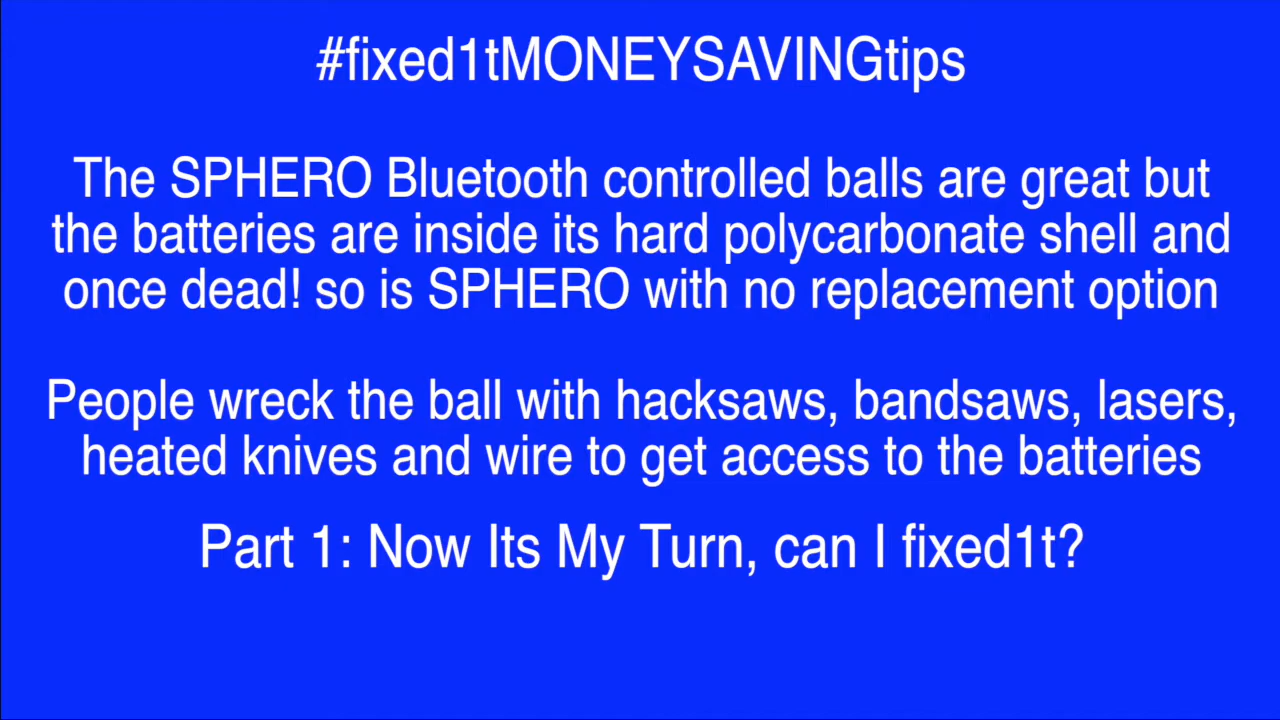 #fixed1tMONEYSAVINGtips
The SPHERO Bluetooth controlled balls are great but
the batteries are inside its hard polycarbonate shell and
once dead! so is SPHERO with no replacement option
People wreck the ball with hacksaws, bandsaws, lasers,
heated knives and wire to get access to the batteries
Part 1: Now Its My Turn, can I fixed1t?